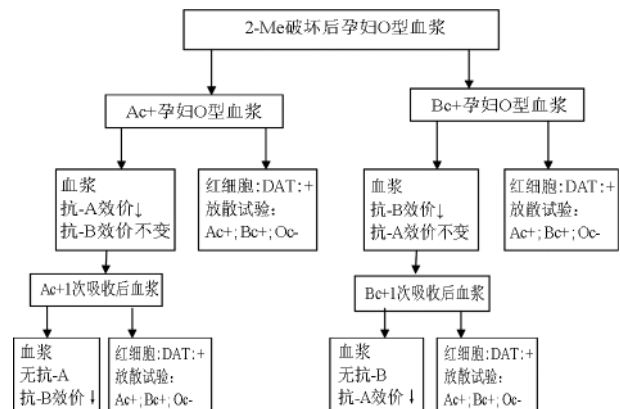 2-Me破坏后孕妇O型血浆
Ac+孕妇O型血浆
Bc+孕妇O型血浆
血浆
抗-A效价↓
抗-B效价不变
红细胞:DAT:+
放散试验:
Ac+;Bc+;Oc-
血浆
抗-B效价↓
抗-A效价不变
红细胞:DAT:+
放散试验:
Ac+;Bc+;Oc-
Ac+1次吸收后血浆
Bc+1次吸收后血浆
血浆
无抗-A
抗-B效价↓
红细胞:DAT:+
放散试验:
Ac+;Bc+;Oc-
血浆
无抗-B
抗-A效价↓
红细胞:DAT:+
放散试验:
Ac+;Bc+;Oc-